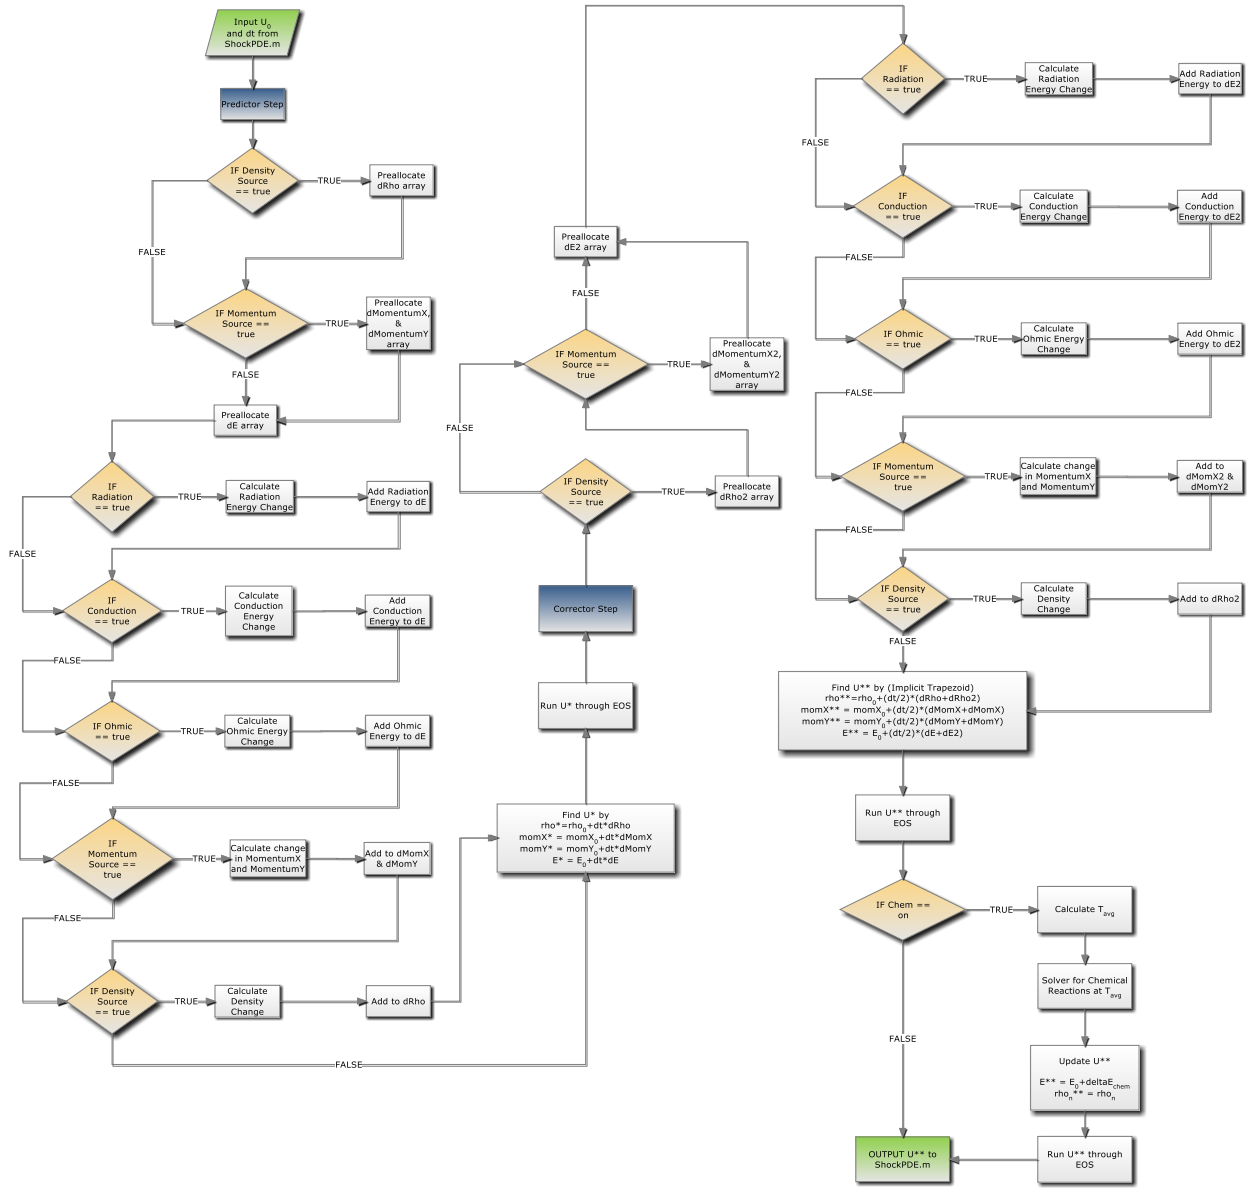 Input U0
and dt from
ShockPDE.m
Predictor Step
IF Density
Source
== true
TRUE
Preallocate
dRho array
FALSE
IF Momentum
Source ==
true
TRUE
Preallocate
dMomentumX,
&
dMomentumY
array
FALSE
Preallocate
dE array
IF
Radiation
==true
TRUE
Calculate
Radiation
Energy Change
Add Radiation
Energy to dE
FALSE
IF
Conduction
==true
TRUE
Calculate
Conduction
Energy
Change
Add
Conduction
Energy to dE
FALSE
IF Ohmic
== true
TRUE
Calculate
Ohmic Energy
Change
Add Ohmic
Energy to dE
FALSE
IF
Momentum
Source ==
true
TRUE
Calculate change
in MomentumX
and MomentumY
Add to dMomX
& dMomY
FALSE
IF Density
Source
== true
TRUE
Calculate
Density
Change
Add to dRho
FALSE
Find U* by
rho*=rho0+dt*dRho
momX* = momX0+dt*dMomX
momY* = momY0+dt*dMomY
E* = E0+dt*dE
Run U* through EOS
Corrector Step
IF Density
Source
== true
TRUE
Preallocate
dRho2 array
FALSE
IF Momentum
Source ==
true
TRUE
Preallocate
dMomentumX2,
&
dMomentumY2
array
FALSE
Preallocate
dE2 array
IF
Radiation
== true
TRUE
Calculate
Radiation
Energy Change
Add Radiation
Energy to dE2
FALSE
IF
Conduction
== true
TRUE
Calculate
Conduction
Energy Change
Add
Conduction
Energy to dE2
FALSE
IF Ohmic
== true
TRUE
Calculate
Ohmic Energy
Change
Add Ohmic
Energy to dE2
FALSE
IF Momentum
Source ==
true
TRUE
Calculate change
in MomentumX
and MomentumY
Add to
dMomX2 &
dMomY2
FALSE
IF Density
Source
== true
TRUE
Calculate
Density
Change
Add to dRho2
FALSE
Find U** by (Implicit Trapezoid)
rho**=rho0+(dt/2)*(dRho+dRho2)
momX** = momX0+(dt/2)*(dMomX+dMomX)
momY** = momY0+(dt/2)*(dMomY+dMomY)
E** = E0+(dt/2)*(dE+dE2)
Run U** through
EOS
IF Chem ==
on
TRUE
Calculate Tavg
Solver for Chemical
Reactions at Tavg
Update U**
E** = E0+deltaEchem
rhon** = rhon
Run U** through
EOS
FALSE
OUTPUT U** to
ShockPDE.m